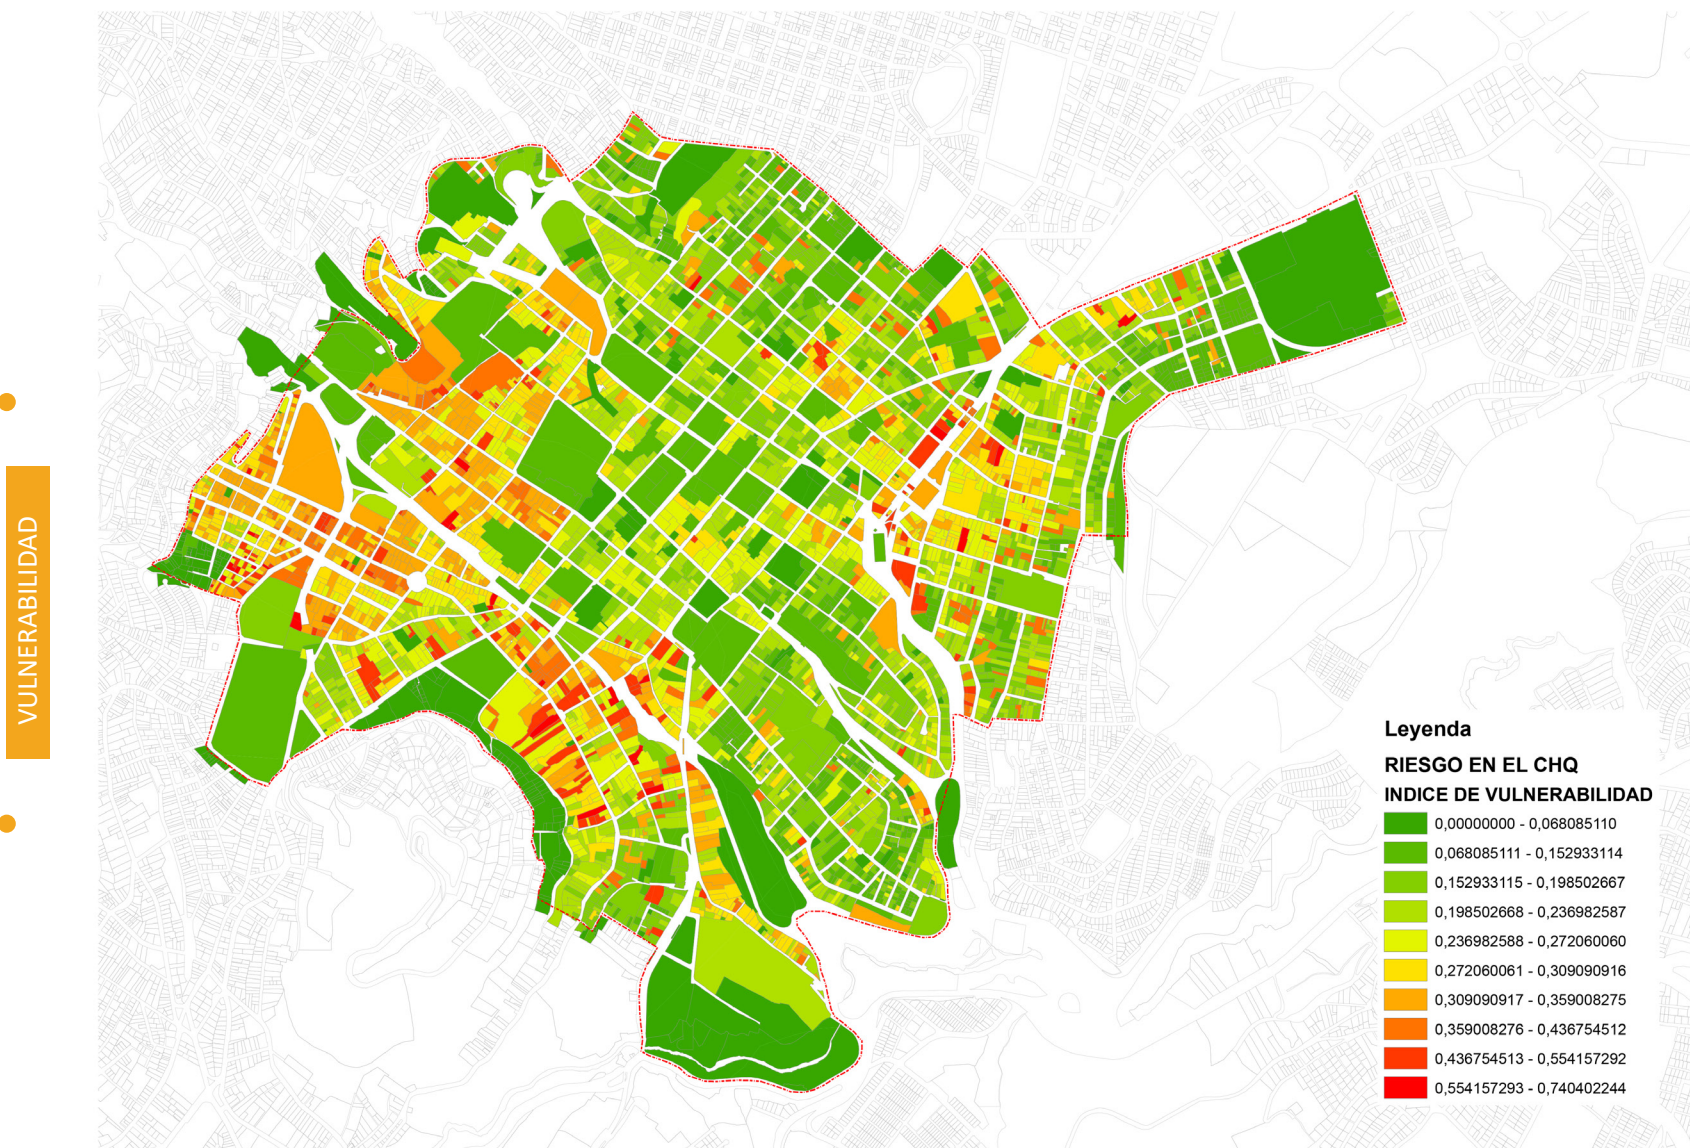 VULNERABILIDAD
Leyenda
RIESGO EN EL CHQ
INDICE DE VULNERABILIDAD
0,00000000 - 0,068085110
0,068085111 - 0,152933114
0,152933115 - 0,198502667
0,198502668 - 0,236982587
0,236982588 - 0,272060060
0,272060061 - 0,309090916
0,309090917 - 0,359008275
0,359008276 - 0,436754512
0,436754513 - 0,554157292
0,554157293 - 0,740402244